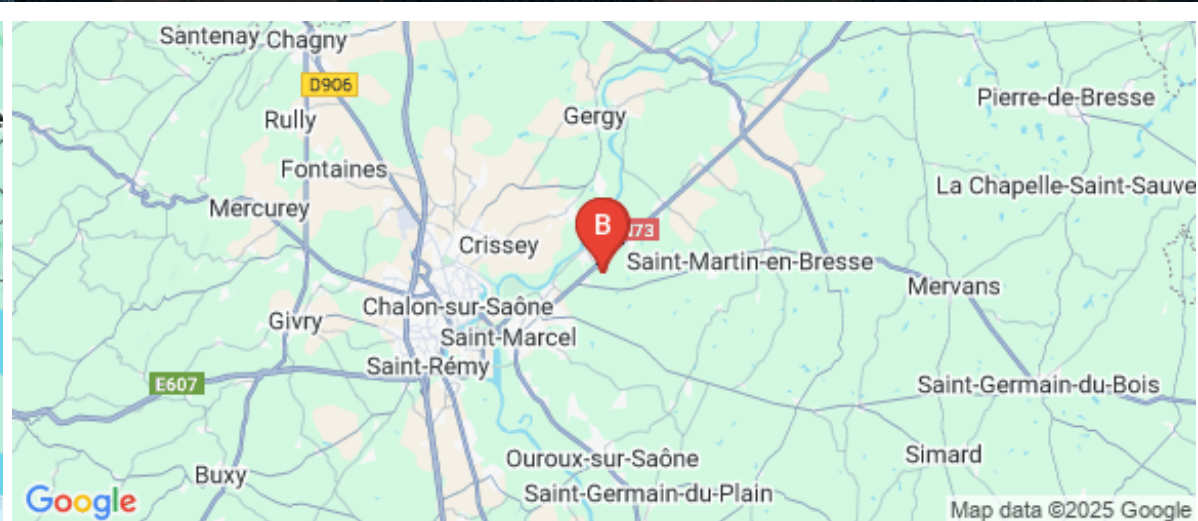 Santenay
Chagny
D906
Pierre-de-Bresse
Gergy
Rully
Fontaines
La Chapelle-Saint-Sauve
Mercurey
B
73
Crissey
Saint-Martin-en-Bresse
Mervans
Chalon-sur-Saône
Givry
Saint-Marcel
Saint-Rémy
E607
Saint-Germain-du-Bois
Simard
Ouroux-sur-Saône
Buxy
Saint-Germain-du-Plain
Google
Map data ©2025 Google